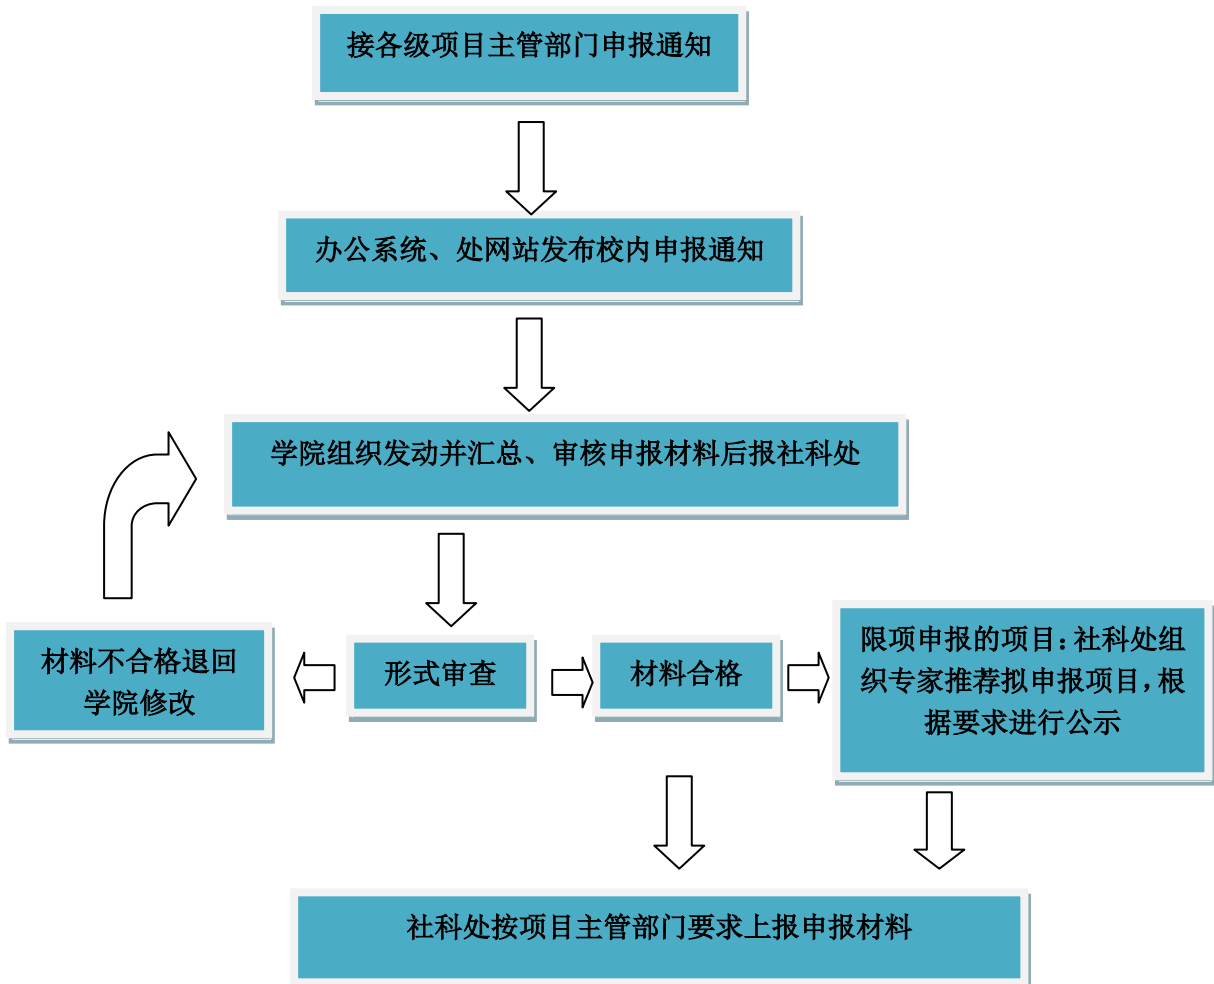 接各级项目主管部门申报通知
办公系统、处网站发布校内申报通知
学院组织发动并汇总、审核申报材料后报社科处
材料不合格退回
学院修改
形式审查
材料合格
限项申报的项目：社科处组
织专家推荐拟申报项目，根
据要求进行公示
社科处按项目主管部门要求上报申报材料